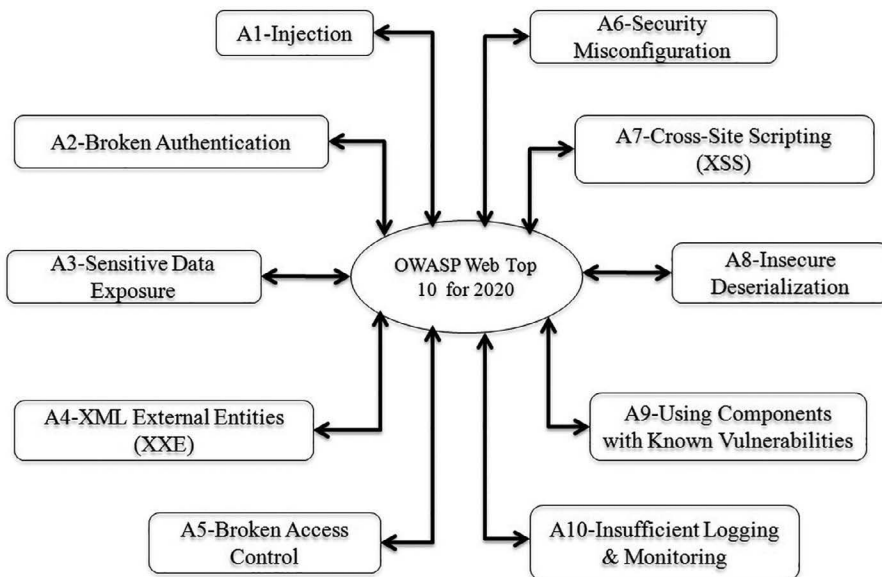 A1-Injection
A2-Broken Authentication
A3-Sensitive Data
Exposure
A4-XML External Entities
(XXE)
A5-Broken Access
Control
OWASP Web Top
10 for 2020
A6-Security
Misconfiguration
A7-Cross-Site Scripting
(XSS)
A8-Insecure
Deserialization
A9-Using Components
with Known Vulnerabilities
A10-Insufficient Logging
& Monitoring